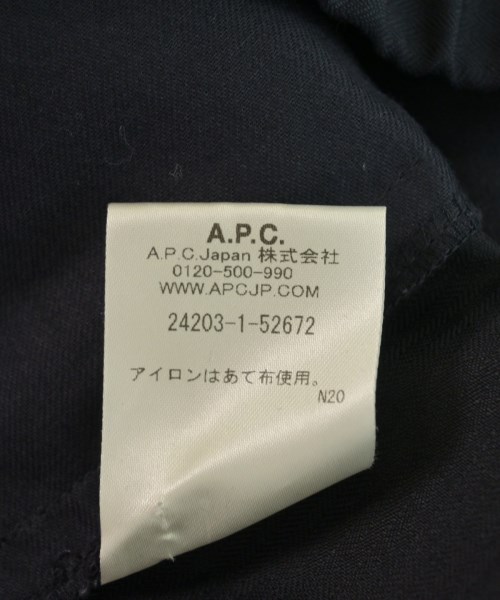 A.P.C.
A.P.C.Japan 株式会社
0120-500-990
WWW.APCJP.COM
24203-1-52672
アイロンはあて布使用。
N20